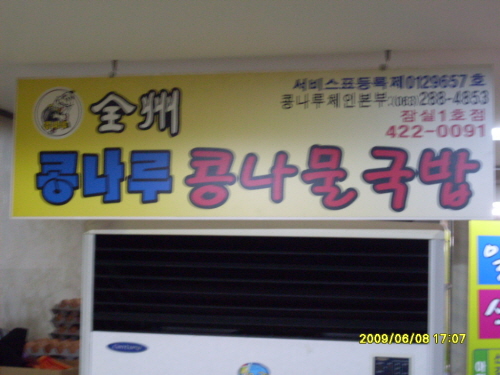 서비스표등록 제0129657호
콩나루체인본부:(063)288-4853
잠실1호점
422-0091
全州
콩나루 콩나물국밥
2009/06/08 17:07